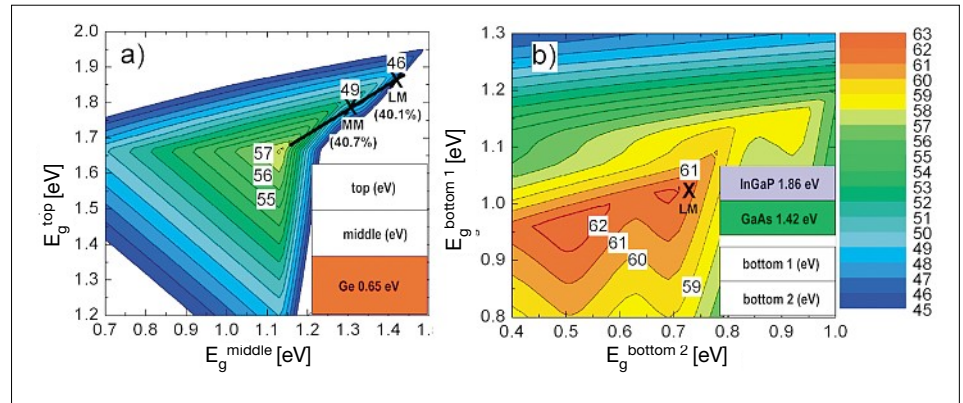 a)
2.0
1.9
1.8
1.7
1.6
1.5
1.4
1.3
1.2
E_g^top [eV]
46
49
LM
(40.1%)
MM
(40.7%)
57
56
55
top (eV)
middle (eV)
Ge 0.65 eV
0.7 0.8 0.9 1.0 1.1 1.2 1.3 1.4
E_g^middle [eV]
b)
1.3
1.2
1.1
1.0
0.9
0.8
E_g^bottom 1 [eV]
61
LM
62
61
60
59
InGaP 1.86 eV
GaAs 1.42 eV
bottom 1 (eV)
bottom 2 (eV)
0.4 0.5 0.6 0.7 0.8 0.9 1.0
E_g^bottom 2 [eV]
63
62
61
60
58
57
56
55
54
53
52
51
50
49
48
47
46
45